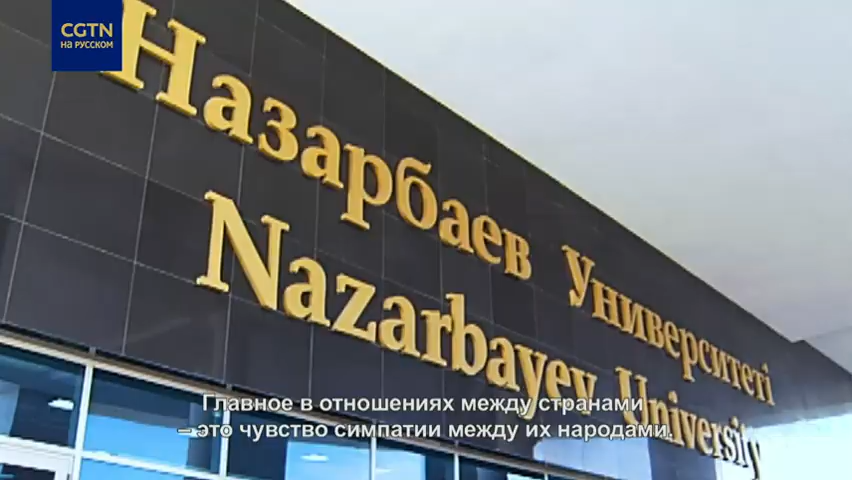 CGTN
НА РУССКОМ
Назарбаев Университеті
Nazarbayev University
Главное в отношениях между странами
– это чувство симпатии между их народами.